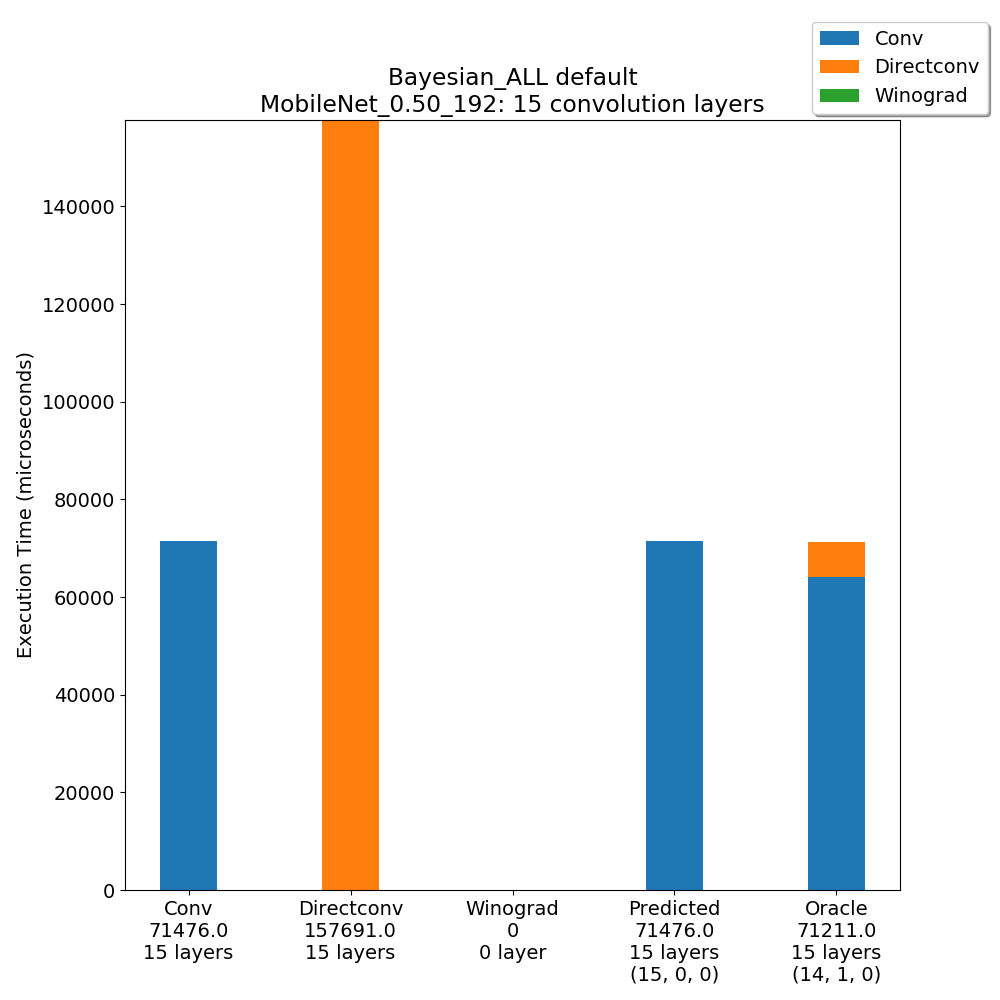 Conv
Directconv
Winograd
Bayesian_ALL default
MobileNet_0.50_192: 15 convolution layers
Execution Time (microseconds)
140000
120000
100000
80000
60000
40000
20000
0
Conv
71476.0
15 layers
Directconv
157691.0
15 layers
Winograd
0
0 layer
Predicted
71476.0
15 layers
(15, 0, 0)
Oracle
71211.0
15 layers
(14, 1, 0)